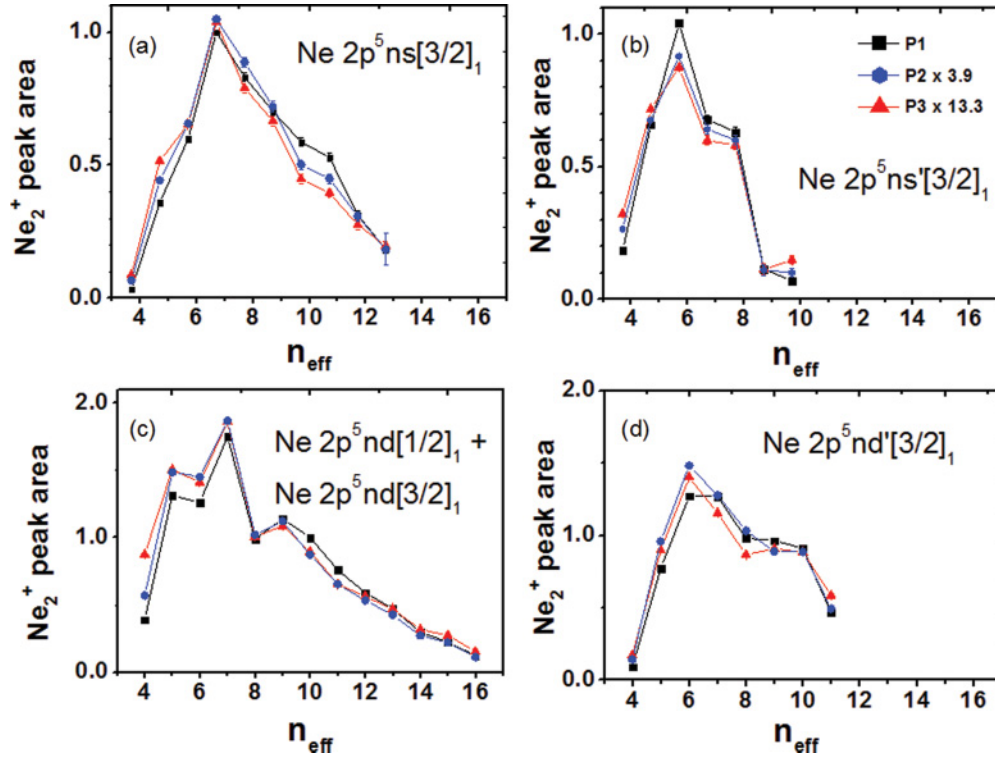 (a)
Ne 2p⁵ns[3/2]₁
1.0
0.5
0.0
Ne₂⁺ peak area
4 6 8 10 12 14 16
nₑff
(b)
P1
P2 x 3.9
P3 x 13.3
Ne 2p⁵ns'[3/2]₁
1.0
0.5
0.0
Ne₂⁺ peak area
4 6 8 10 12 14 16
nₑff
(c)
Ne 2p⁵nd[1/2]₁ +
Ne 2p⁵nd[3/2]₁
2.0
1.0
0.0
Ne₂⁺ peak area
4 6 8 10 12 14 16
nₑff
(d)
Ne 2p⁵nd'[3/2]₁
2.0
1.0
0.0
Ne₂⁺ peak area
4 6 8 10 12 14 16
nₑff